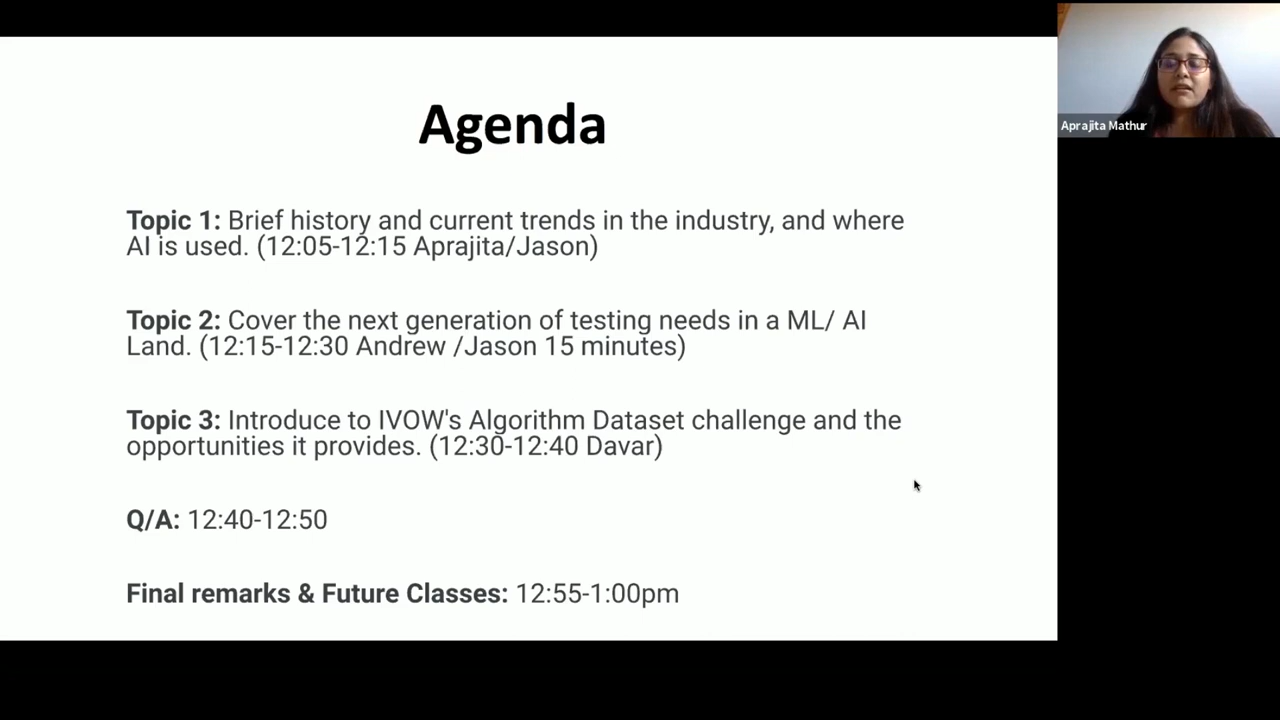 Agenda
Topic 1: Brief history and current trends in the industry, and where
AI is used. (12:05-12:15 Aprajita/Jason)
Topic 2: Cover the next generation of testing needs in a ML/ AI
Land. (12:15-12:30 Andrew /Jason 15 minutes)
Topic 3: Introduce to IVOW's Algorithm Dataset challenge and the
opportunities it provides. (12:30-12:40 Davar)
Q/A: 12:40-12:50
Final remarks & Future Classes: 12:55-1:00pm
Aprajita Mathur